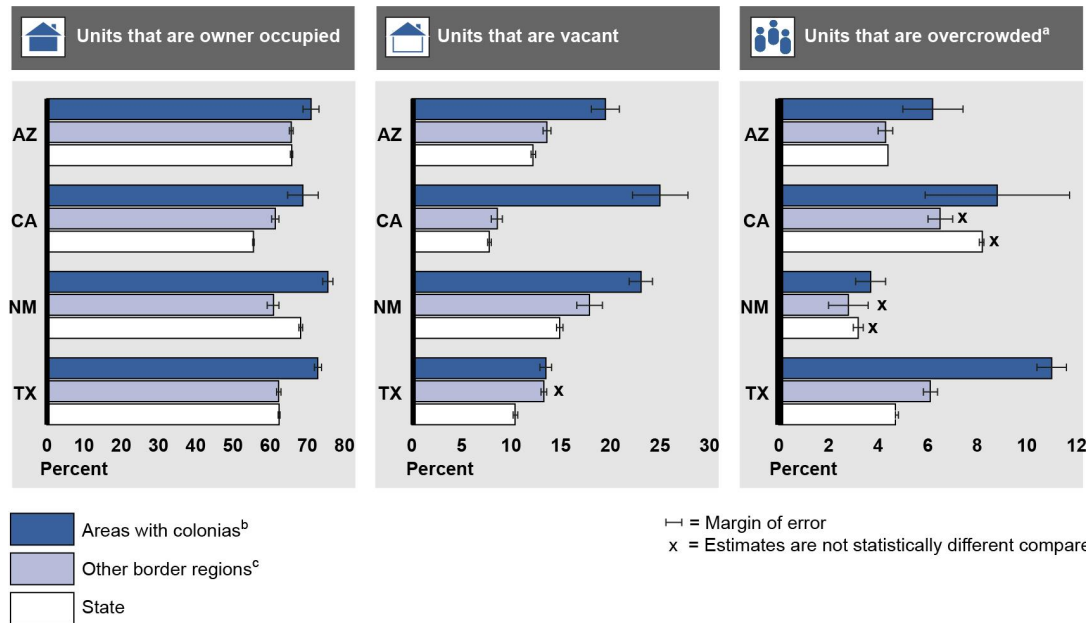 Units that are owner occupied
AZ
CA
NM
TX
0 10 20 30 40 50 60 70 80
Percent
Units that are vacant
AZ
CA
NM
TX
x
0 5 10 15 20 25 30
Percent
Units that are overcrowdedᵃ
AZ
CA
x
x
NM
x
x
TX
0 2 4 6 8 10 12
Percent
Areas with coloniasᵇ
Other border regionsᶜ
State
= Margin of error
x = Estimates are not statistically different compare